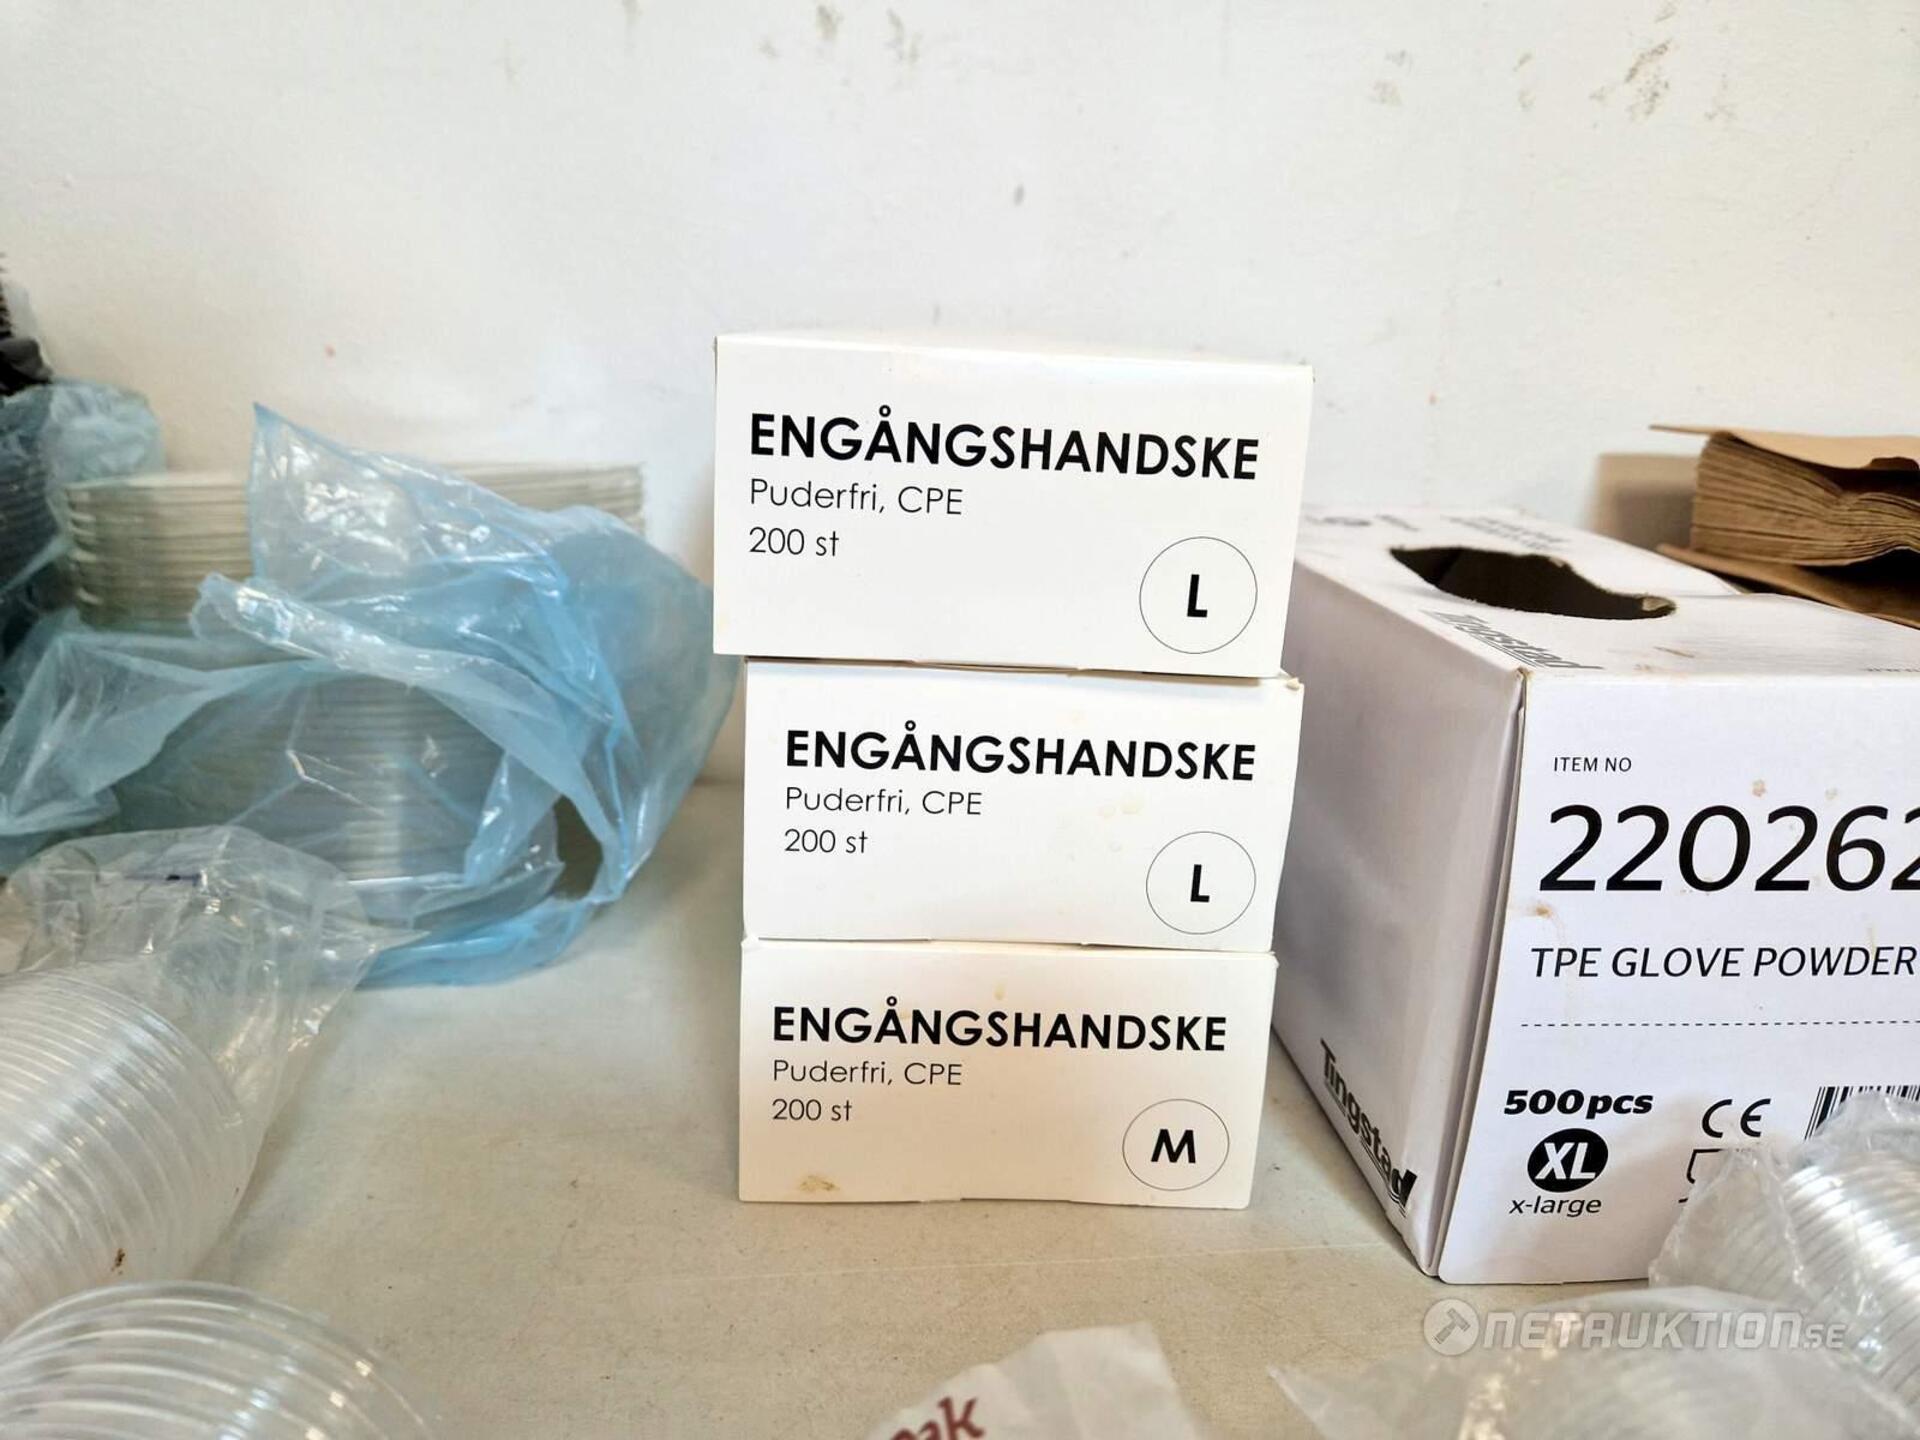 ENGÅNGSHANDSKE
Puderfri, CPE
200 st
L
ENGÅNGSHANDSKE
Puderfri, CPE
200 st
L
ENGÅNGSHANDSKE
Puderfri, CPE
200 st
M
Tingstad
Tingstad
ITEM NO
22026
TPE GLOVE POWDER
500pcs
CE
XL
x-large
NETAUKTION.SE